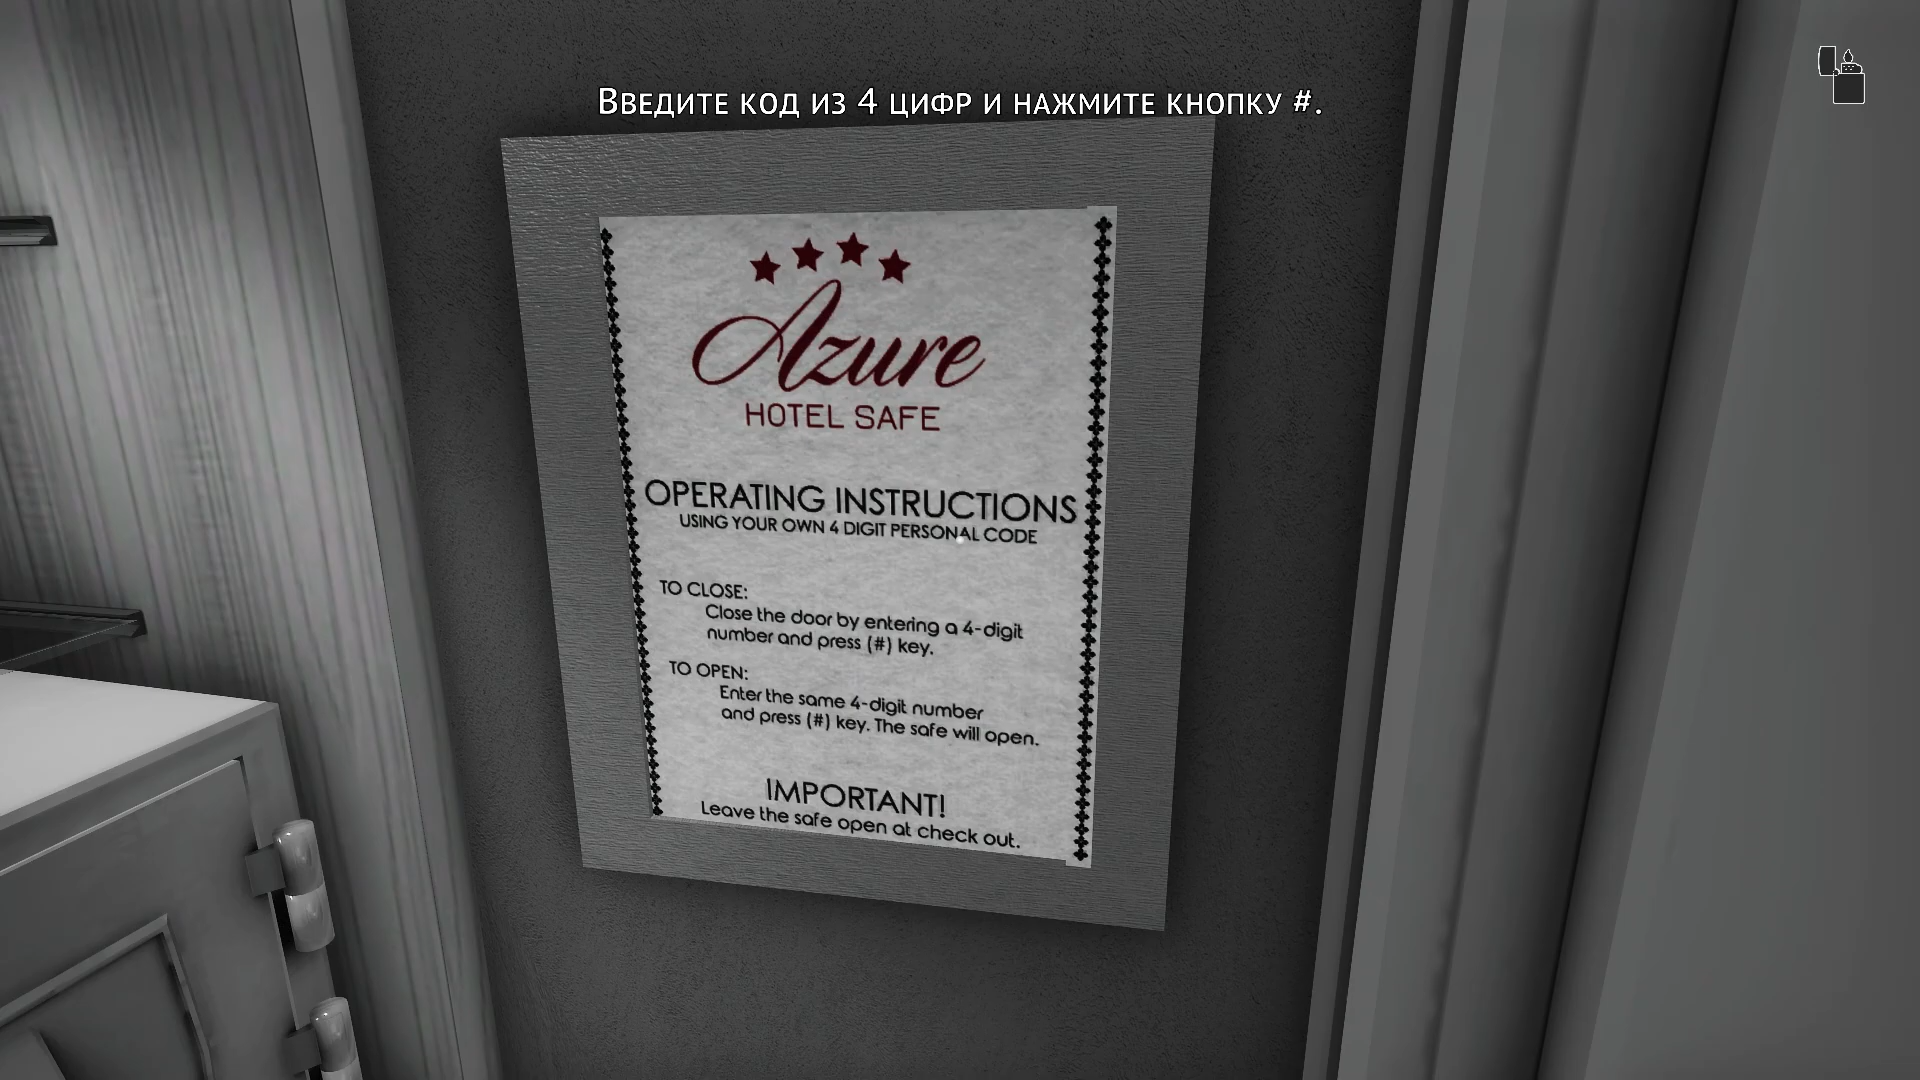 Введите код из 4 цифр и нажмите кнопку #.
Azure
HOTEL SAFE
OPERATING INSTRUCTIONS
USING YOUR OWN 4 DIGIT PERSONAL CODE
TO CLOSE:
Close the door by entering a 4-digit
number and press (#) key.
TO OPEN:
Enter the same 4-digit number
and press (#) key. The safe will open.
IMPORTANT!
Leave the safe open at check out.